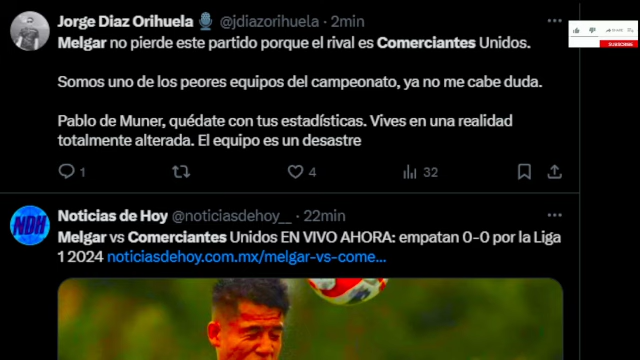 Jorge Diaz Orihuela @jdiazorihuela · 2min
Melgar no pierde este partido porque el rival es Comerciantes Unidos.
Somos uno de los peores equipos del campeonato, ya no me cabe duda.
Pablo de Muner, quédate con tus estadísticas. Vives en una realidad
totalmente alterada. El equipo es un desastre
1 4 32
NDH
Noticias de Hoy @noticiasdehoy__ · 22min
Melgar vs Comerciantes Unidos EN VIVO AHORA: empatan 0-0 por la Liga
1 2024 noticiasdehoy.com.mx/melgar-vs-come...
SUBSCRIBE